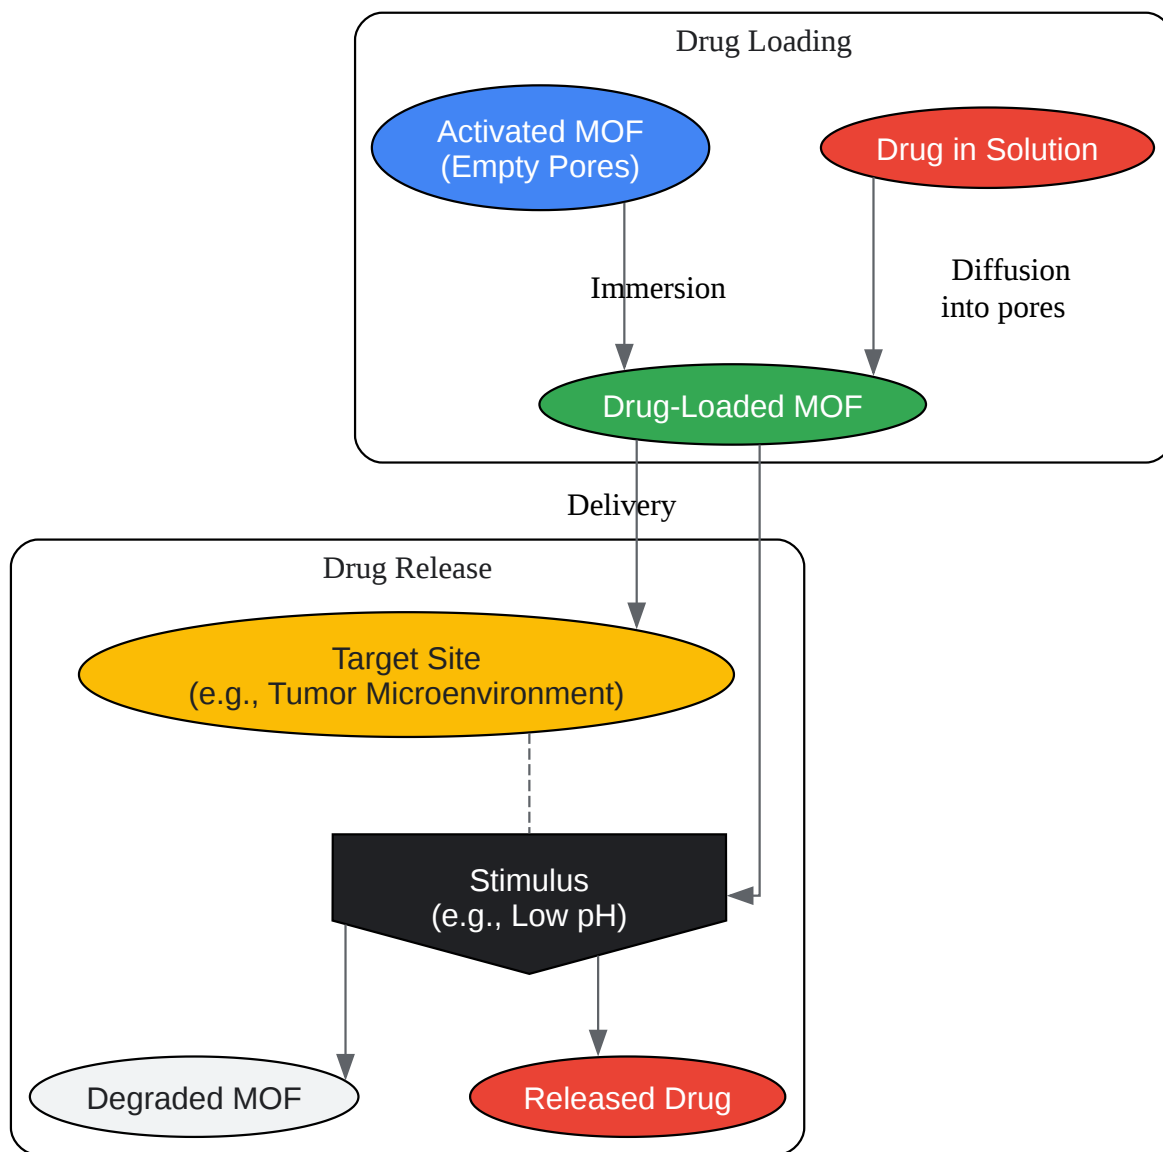 Drug Loading
Activated MOF
(Empty Pores)
Drug in Solution
Immersion
Diffusion
into pores
Drug-Loaded MOF
Delivery
Drug Release
Target Site
(e.g., Tumor Microenvironment)
Stimulus
(e.g., Low pH)
Degraded MOF
Released Drug